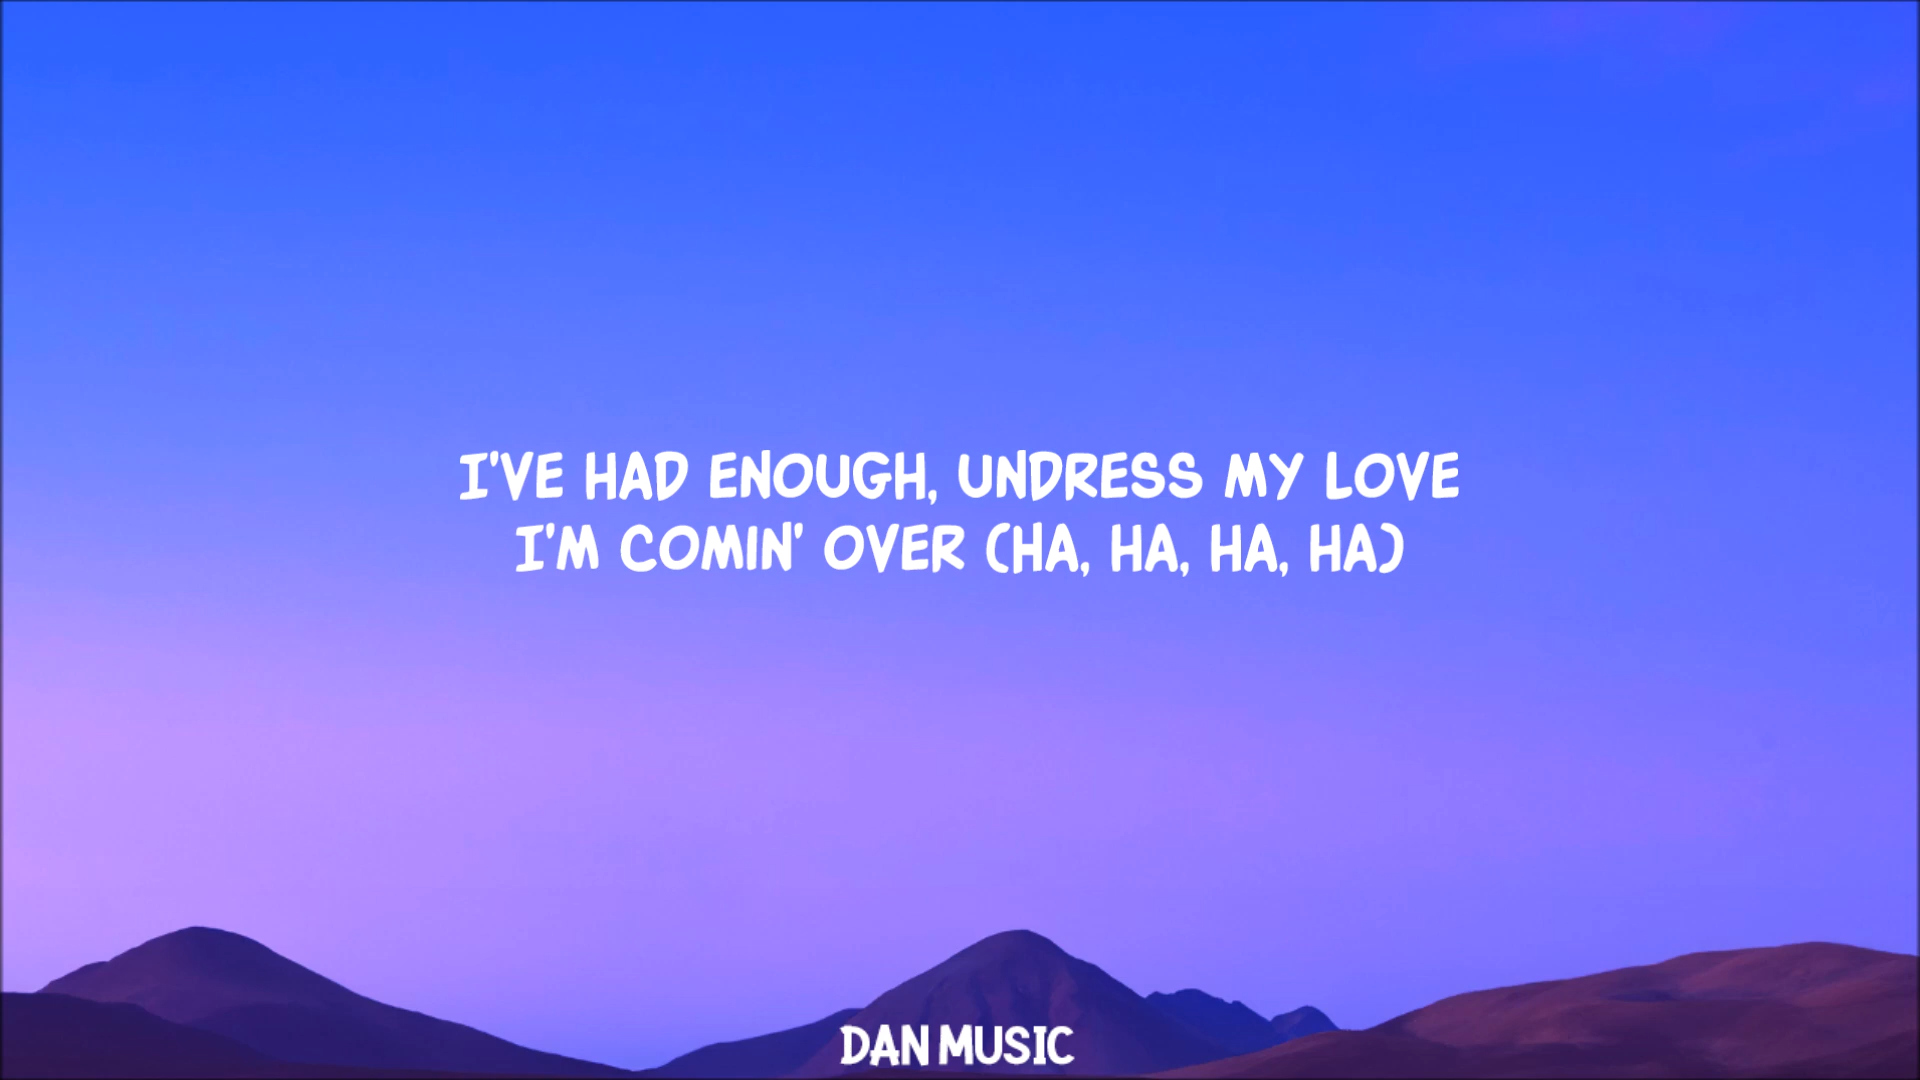 I'VE HAD ENOUGH, UNDRESS MY LOVE
I'M COMIN' OVER (HA, HA, HA, HA)
DAN MUSIC